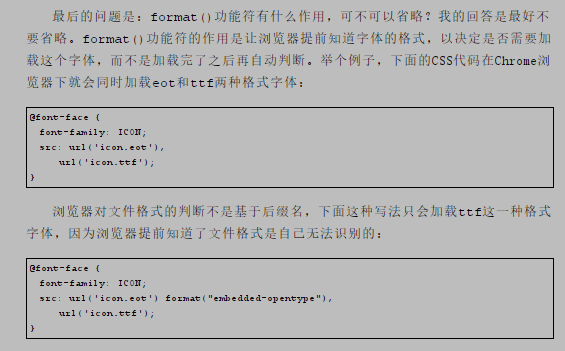 最后的问题是：format()功能符有什么作用，可不可以省略？我的回答是最好不
要省略。format()功能符的作用是让浏览器提前知道字体的格式，以决定是否需要加
载这个字体，而不是加载完了之后再自动判断。举个例子，下面的CSS代码在Chrome浏
览器下就会同时加载eot和ttf两种格式字体：
@font-face {
font-family: ICON;
src: url('icon.eot'),
url('icon.ttf');
}
浏览器对文件格式的判断不是基于后缀名，下面这种写法只会加载ttf这一种格式
字体，因为浏览器提前知道了文件格式是自己无法识别的：
@font-face {
font-family: ICON;
src: url('icon.eot') format("embedded-opentype"),
url('icon.ttf');
}